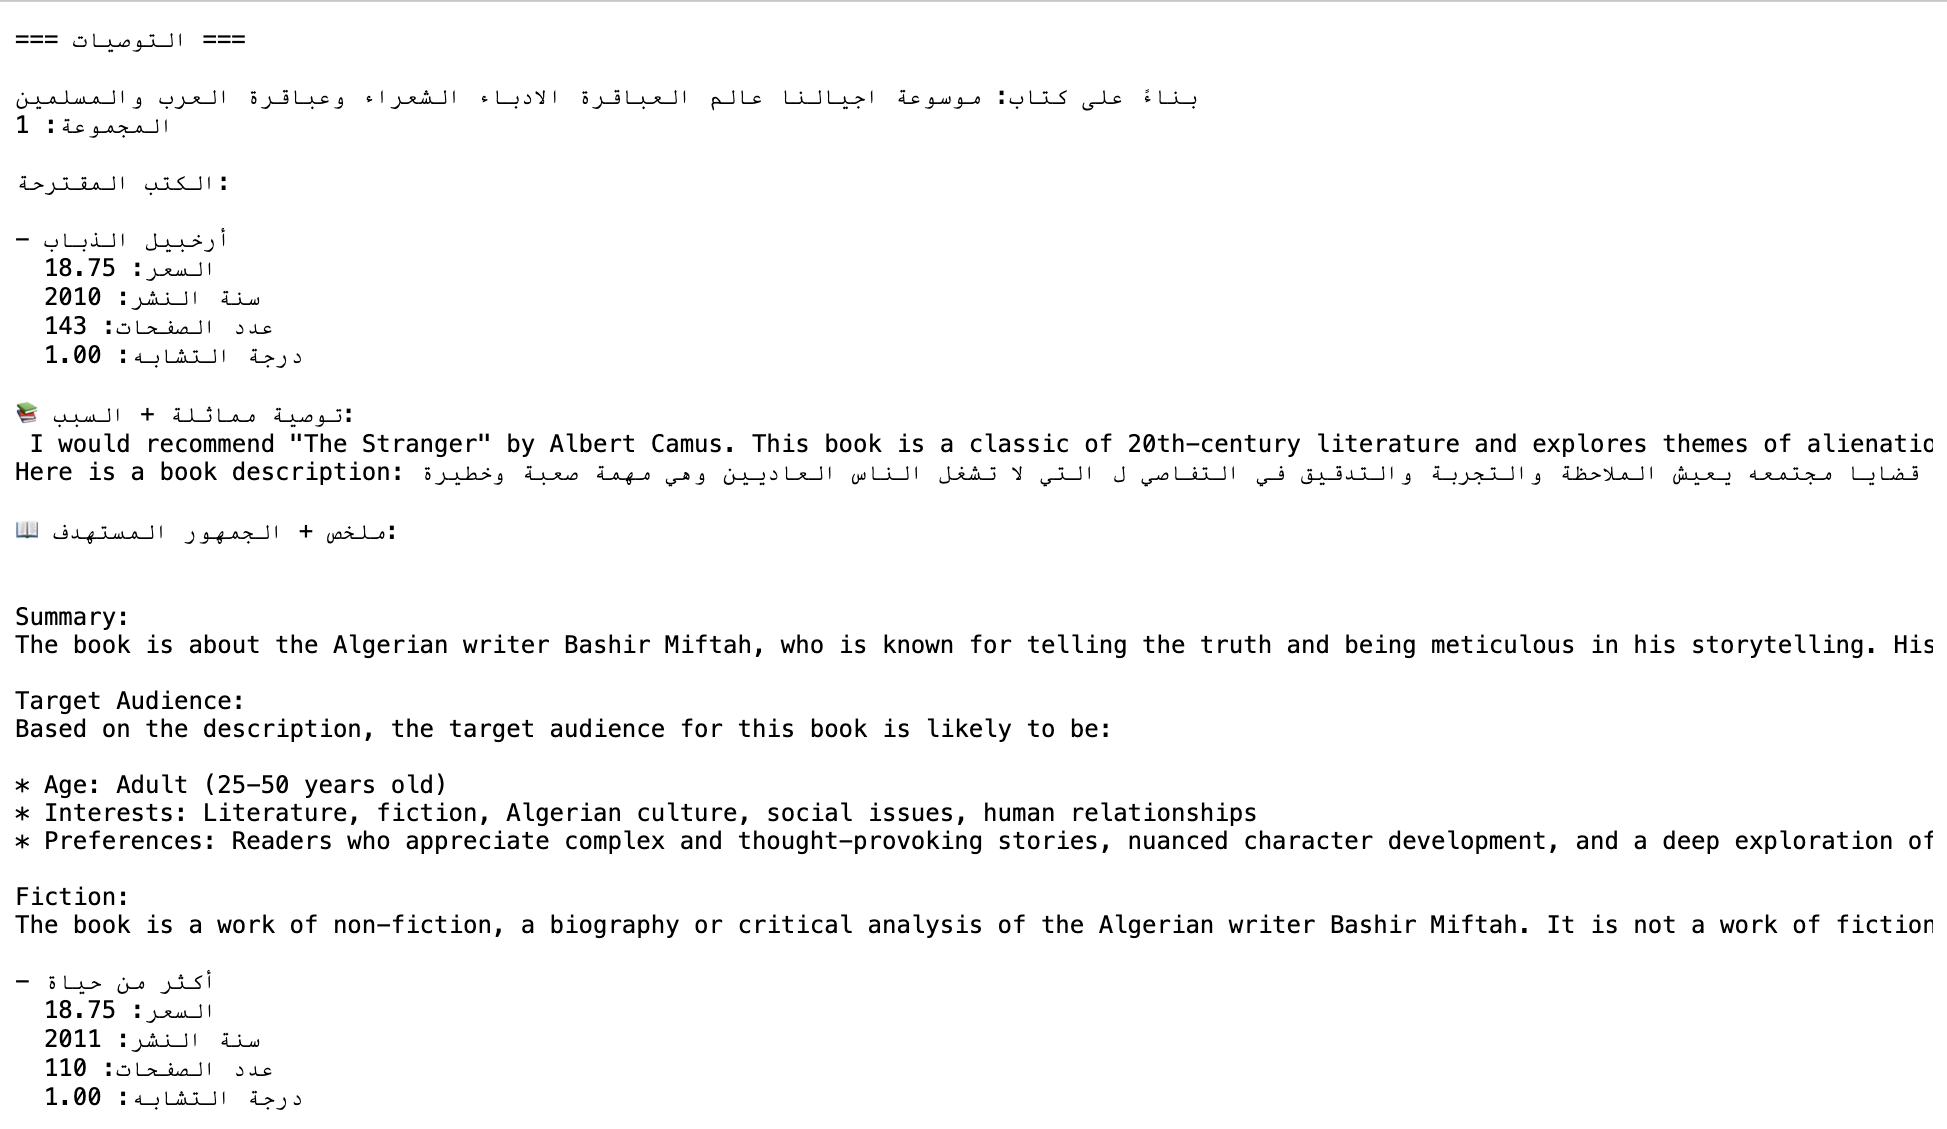 === التوصيات ===
بناءً على كتاب: موسوعة اجيالنا عالم العباقرة الادباء الشعراء وعباقرة العرب والمسلمين
المجموعة: 1
الكتب المقترحة:
- أرخبيل الذباب
السعر: 18.75
سنة النشر: 2010
عدد الصفحات: 143
درجة التشابه: 1.00
📚 توصية مماثلة + السبب:
I would recommend "The Stranger" by Albert Camus. This book is a classic of 20th-century literature and explores themes of alienatio
Here is a book description: قضايا مجتمعه يعيش الملاحظة والتجربة والتدقيق في التفاصي ل التي لا تشغل الناس العاديين وهي مهمة صعبة وخطيرة
📖 ملخص + الجمهور المستهدف:
Summary:
The book is about the Algerian writer Bashir Miftah, who is known for telling the truth and being meticulous in his storytelling. His
Target Audience:
Based on the description, the target audience for this book is likely to be:
* Age: Adult (25-50 years old)
* Interests: Literature, fiction, Algerian culture, social issues, human relationships
* Preferences: Readers who appreciate complex and thought-provoking stories, nuanced character development, and a deep exploration of
Fiction:
The book is a work of non-fiction, a biography or critical analysis of the Algerian writer Bashir Miftah. It is not a work of fiction
- أكثر من حياة
السعر: 18.75
سنة النشر: 2011
عدد الصفحات: 110
درجة التشابه: 1.00